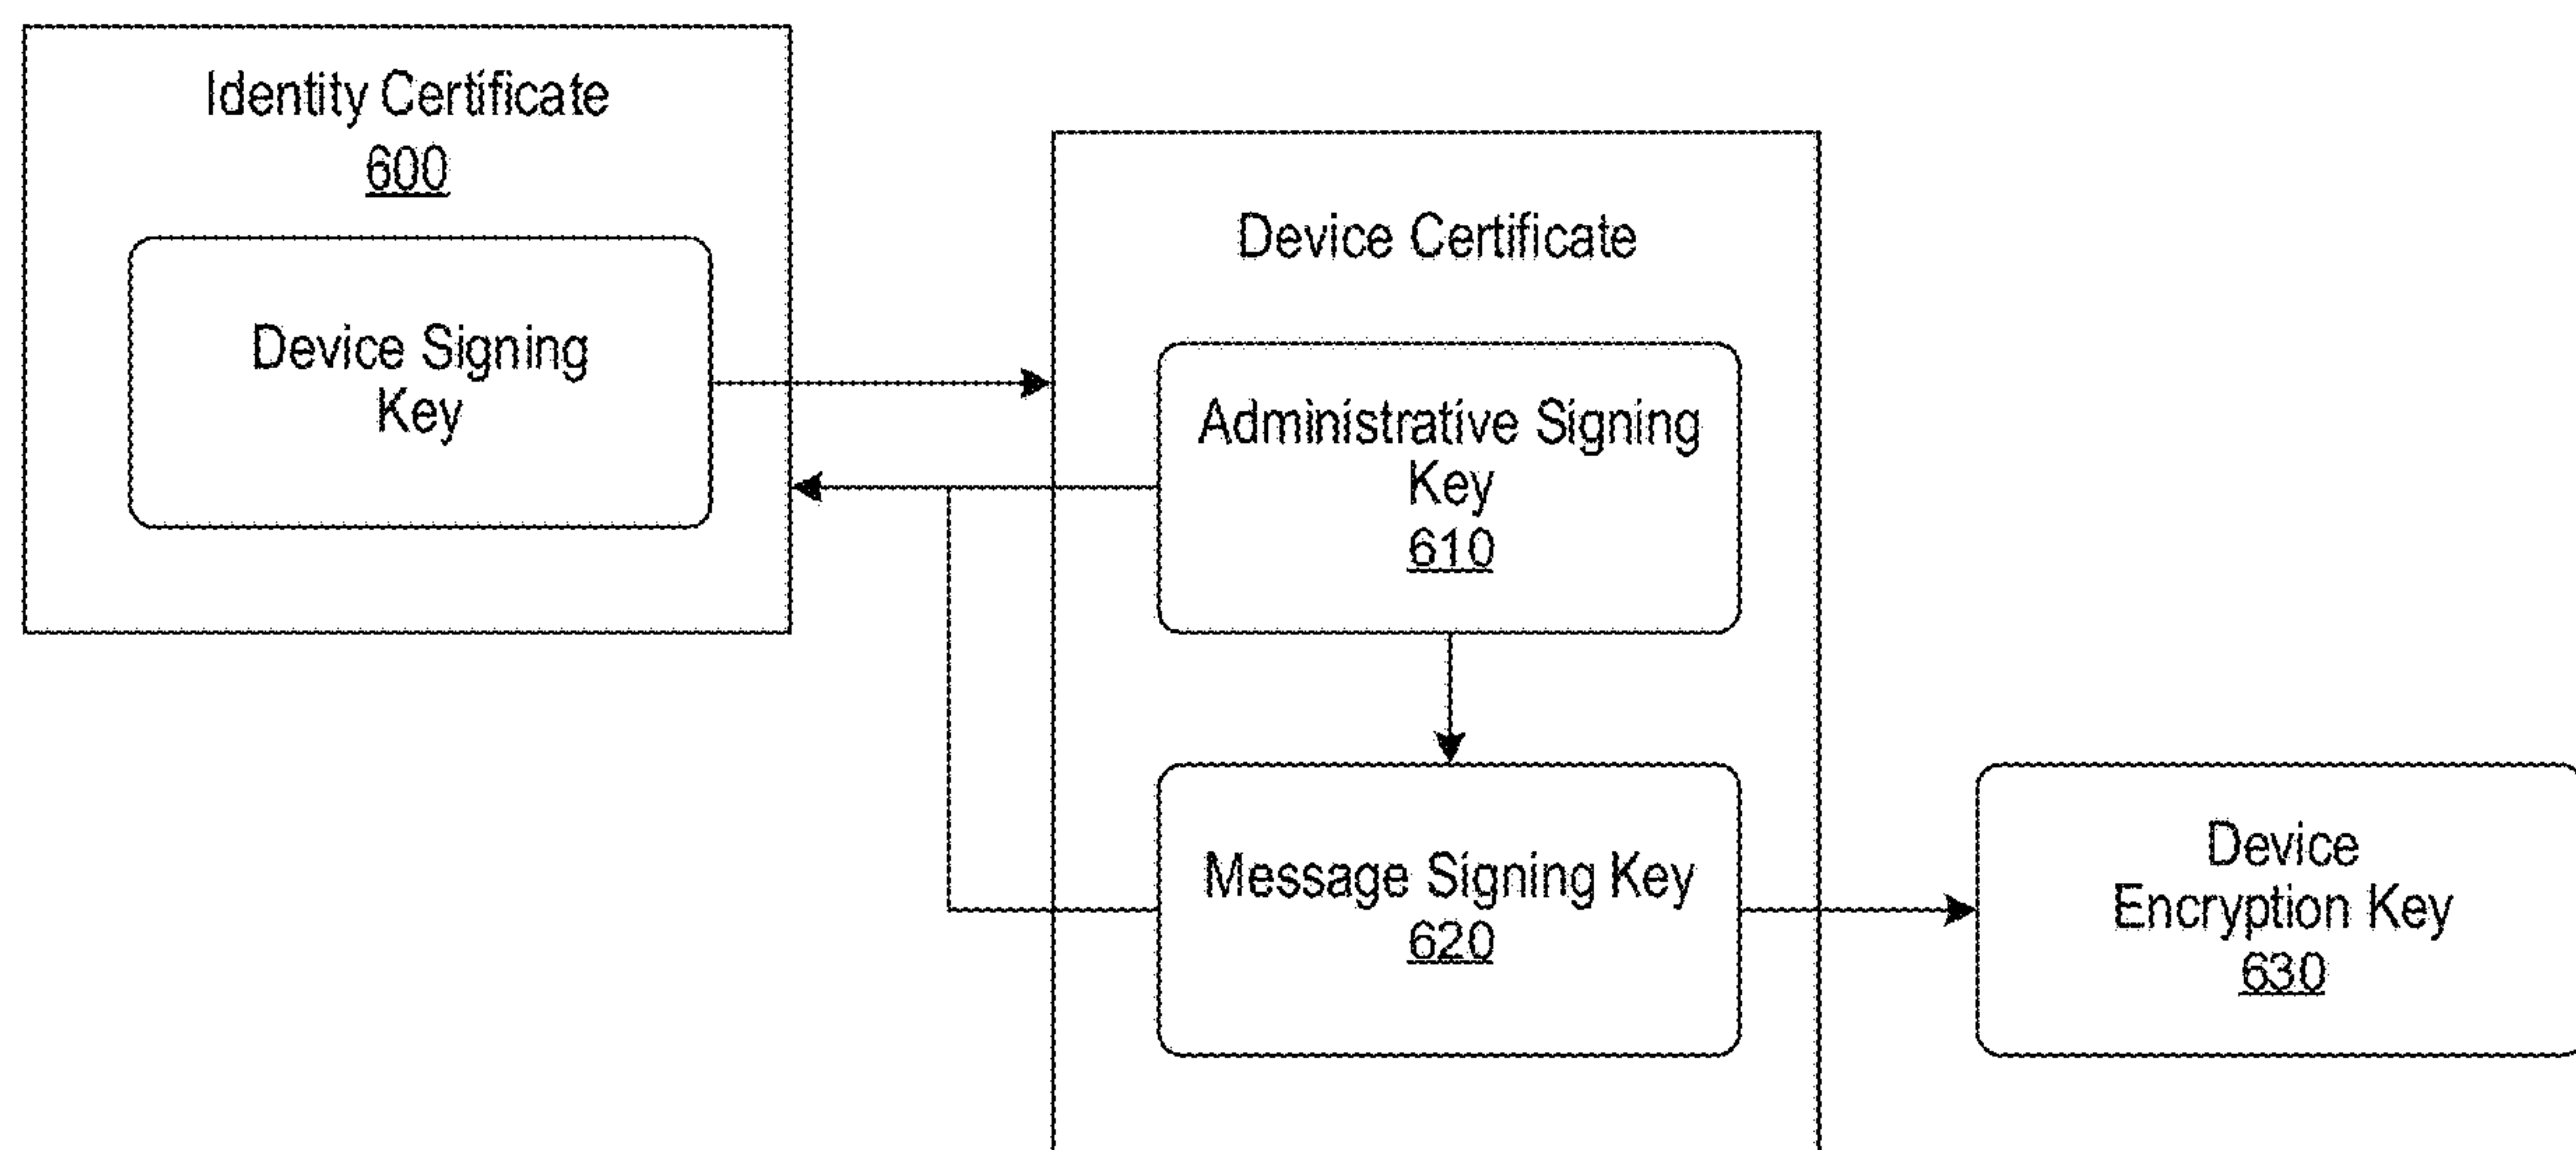 Identity Certificate
600
Device Signing
Key
Device Certificate
Administrative Signing
Key
610
Message Signing Key
620
Device
Encryption Key
630